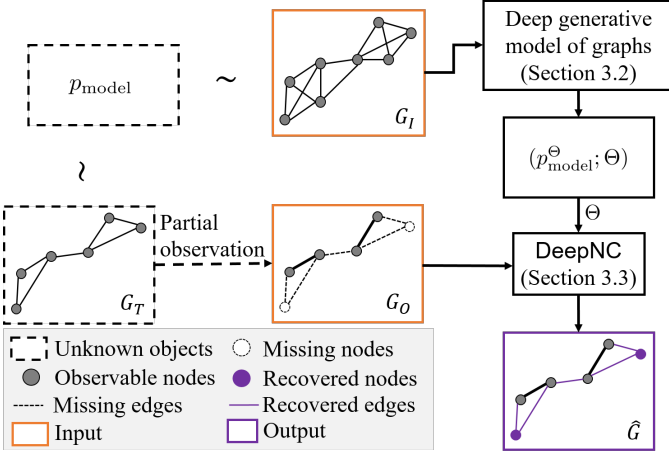 Deep generative
model of graphs
(Section 3.2)
p_model
~
G_I
(p^Θ_model; Θ)
~
Θ
Partial
observation
G_T
G_O
DeepNC
(Section 3.3)
Unknown objects
Missing nodes
Observable nodes
Recovered nodes
Missing edges
Recovered edges
Input
Output
Ĝ